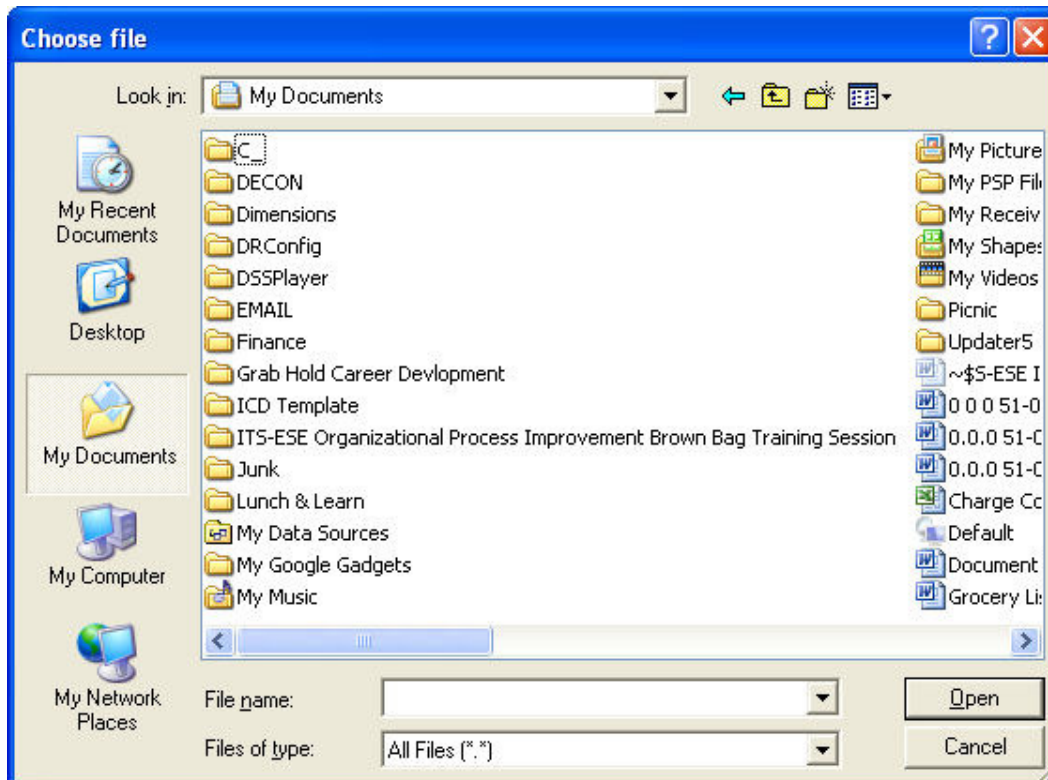 Choose file
Look in:
My Documents
My Recent
Documents
Desktop
My Documents
My Computer
My Network
Places
C_
DECON
Dimensions
DRConfig
DSSPlayer
EMAIL
Finance
Grab Hold Career Devlopment
ICD Template
ITS-ESE Organizational Process Improvement Brown Bag Training Session
Junk
Lunch & Learn
My Data Sources
My Google Gadgets
My Music
My Picture
My PSP Fil
My Receiv
My Shapes
My Videos
Picnic
Updater5
~$S-ESE I
0 0 0 51-0
0.0.0 51-0
0.0.0 51-0
Charge Co
Default
Document
Grocery Li
File name:
Open
Files of type:
All Files (*.*)
Cancel